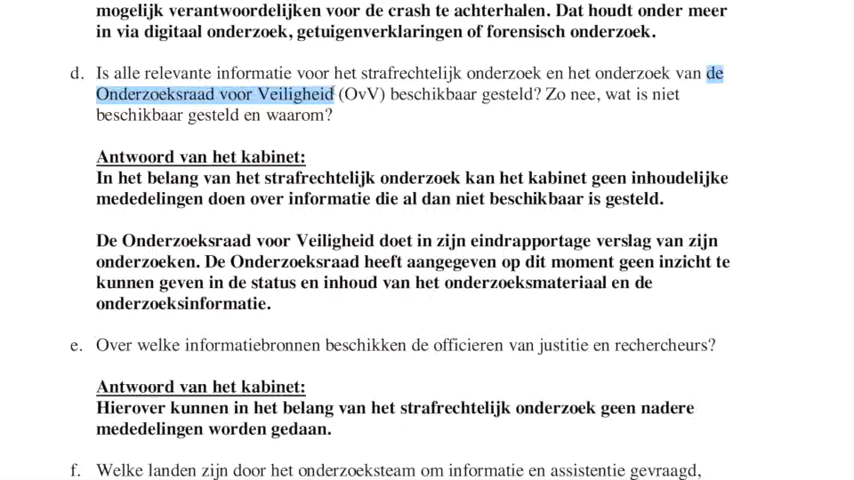 mogelijk verantwoordelijken voor de crash te achterhalen. Dat houdt onder meer
in via digitaal onderzoek, getuigenverklaringen of forensisch onderzoek.
d. Is alle relevante informatie voor het strafrechtelijk onderzoek en het onderzoek van de
Onderzoeksraad voor Veiligheid (OvV) beschikbaar gesteld? Zo nee, wat is niet
beschikbaar gesteld en waarom?
Antwoord van het kabinet:
In het belang van het strafrechtelijk onderzoek kan het kabinet geen inhoudelijke
mededelingen doen over informatie die al dan niet beschikbaar is gesteld.
De Onderzoeksraad voor Veiligheid doet in zijn eindrapportage verslag van zijn
onderzoeken. De Onderzoeksraad heeft aangegeven op dit moment geen inzicht te
kunnen geven in de status en inhoud van het onderzoeksmateriaal en de
onderzoeksinformatie.
e. Over welke informatiebronnen beschikken de officieren van justitie en rechercheurs?
Antwoord van het kabinet:
Hierover kunnen in het belang van het strafrechtelijk onderzoek geen nadere
mededelingen worden gedaan.
f. Welke landen zijn door het onderzoeksteam om informatie en assistentie gevraagd,